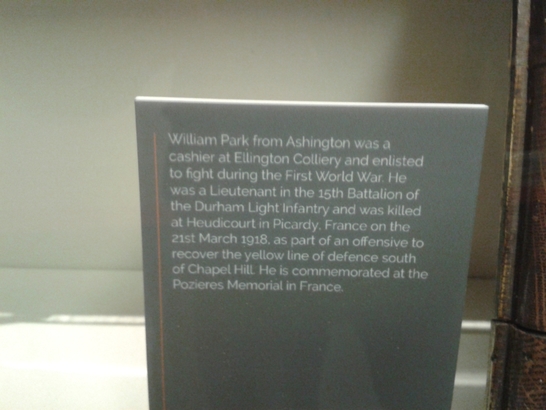 William Park from Ashington was a
cashier at Ellington Colliery and enlisted
to fight during the First World War. He
was a Lieutenant in the 15th Battalion of
the Durham Light Infantry and was killed
at Heudicourt in Picardy, France on the
21st March 1918, as part of an offensive to
recover the yellow line of defence south
of Chapel Hill. He is commemorated at the
Pozieres Memorial in France.